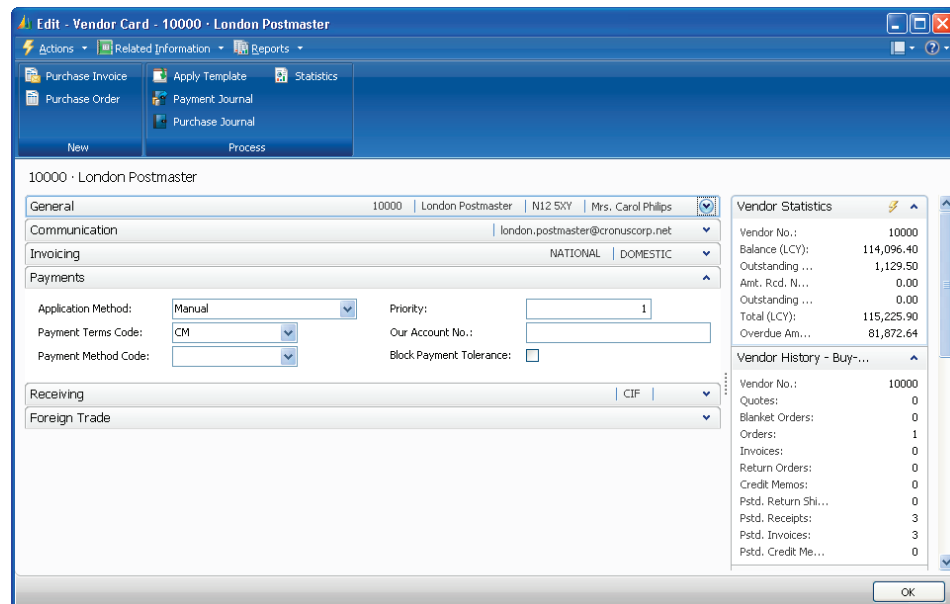 Edit - Vendor Card - 10000 · London Postmaster
Actions Related Information Reports
Purchase Invoice Apply Template Statistics
Purchase Order Payment Journal
Purchase Journal
New Process
10000 · London Postmaster
General 10000 London Postmaster N12 5XY Mrs. Carol Philips
Communication london.postmaster@cronuscorp.net
Invoicing NATIONAL DOMESTIC
Payments
Application Method: Manual Priority: 1
Payment Terms Code: CM Our Account No.:
Payment Method Code: Block Payment Tolerance:
Receiving CIF
Foreign Trade
Vendor Statistics
Vendor No.: 10000
Balance (LCY): 114,096.40
Outstanding ... 1,129.50
Amt. Rcd. N... 0.00
Outstanding ... 0.00
Total (LCY): 115,225.90
Overdue Am... 81,872.64
Vendor History - Buy-...
Vendor No.: 10000
Quotes: 0
Blanket Orders: 0
Orders: 1
Invoices: 0
Return Orders: 0
Credit Memos: 0
Pstd. Return Shi... 0
Pstd. Receipts: 3
Pstd. Invoices: 3
Pstd. Credit Me... 0
OK